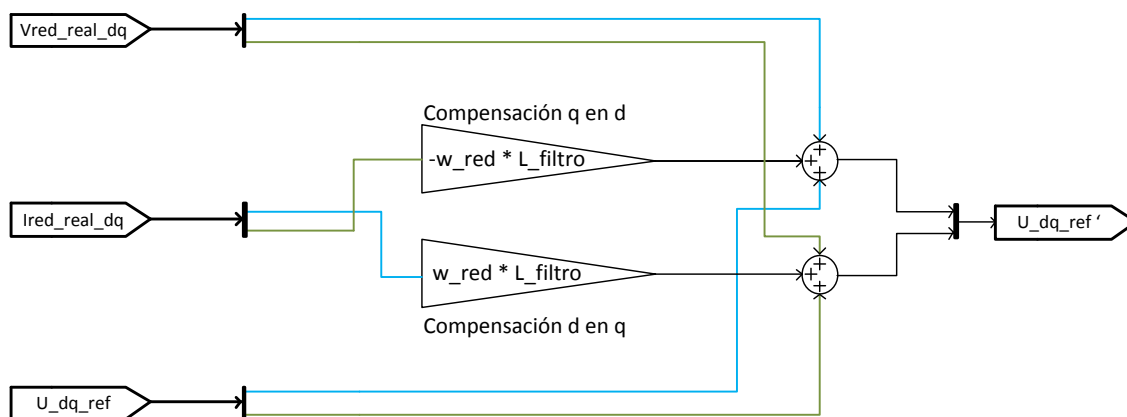 Vred_real_dq
Compensación q en d
-w_red * L_filtro
+
+
+
Ired_real_dq
U_dq_ref ‘
w_red * L_filtro
+
+
+
Compensación d en q
U_dq_ref